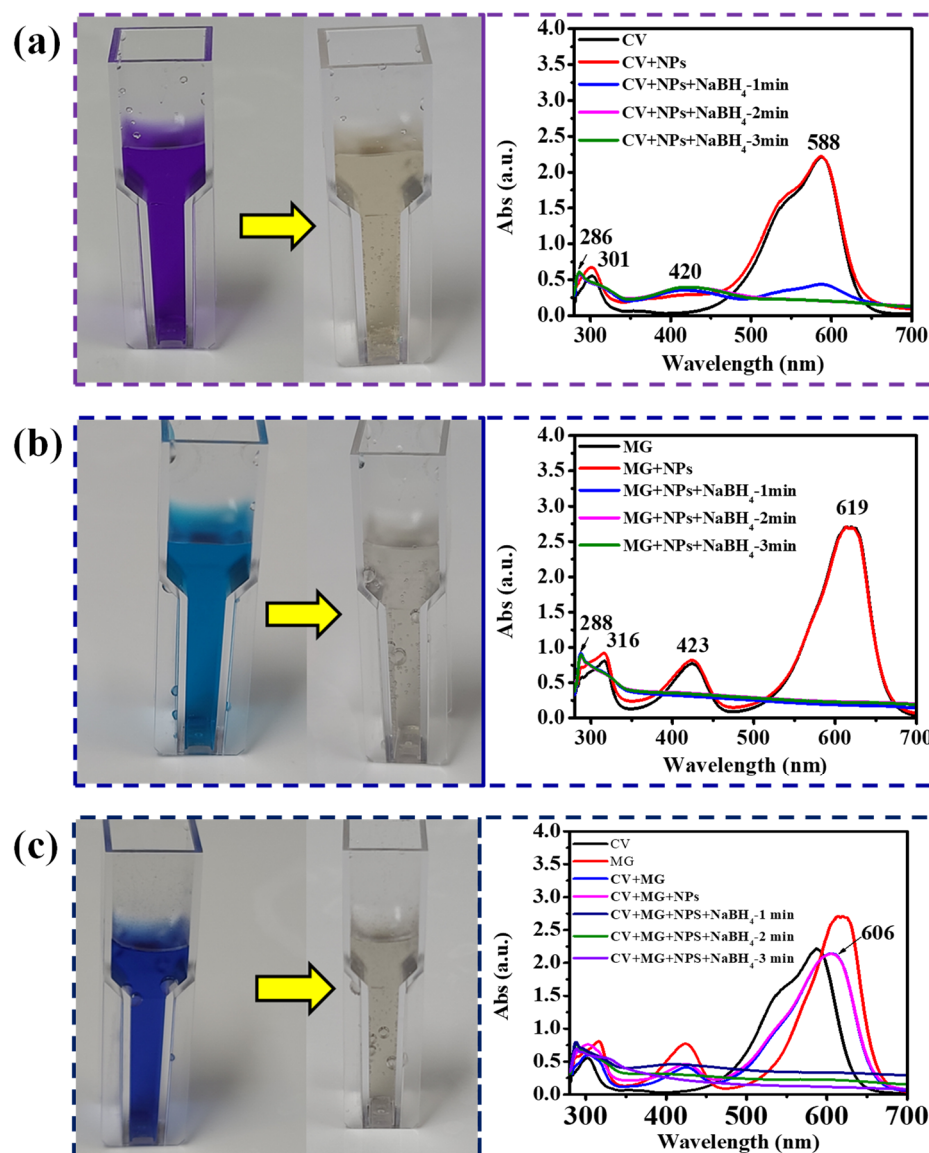 (a)
CV
CV+NPs
CV+NPs+NaBH₄-1min
CV+NPs+NaBH₄-2min
CV+NPs+NaBH₄-3min
588
286
301
420
Abs (a.u.)
4.0
3.5
3.0
2.5
2.0
1.5
1.0
0.5
0.0
300 400 500 600 700
Wavelength (nm)
(b)
MG
MG+NPs
MG+NPs+NaBH₄-1min
MG+NPs+NaBH₄-2min
MG+NPs+NaBH₄-3min
619
288
316
423
Abs (a.u.)
4.0
3.5
3.0
2.5
2.0
1.5
1.0
0.5
0.0
300 400 500 600 700
Wavelength (nm)
(c)
CV
MG
CV+MG
CV+MG+NPs
CV+MG+NPS+NaBH₄-1 min
CV+MG+NPS+NaBH₄-2 min
CV+MG+NPS+NaBH₄-3 min
606
Abs (a.u.)
4.0
3.5
3.0
2.5
2.0
1.5
1.0
0.5
0.0
300 400 500 600 700
Wavelength (nm)